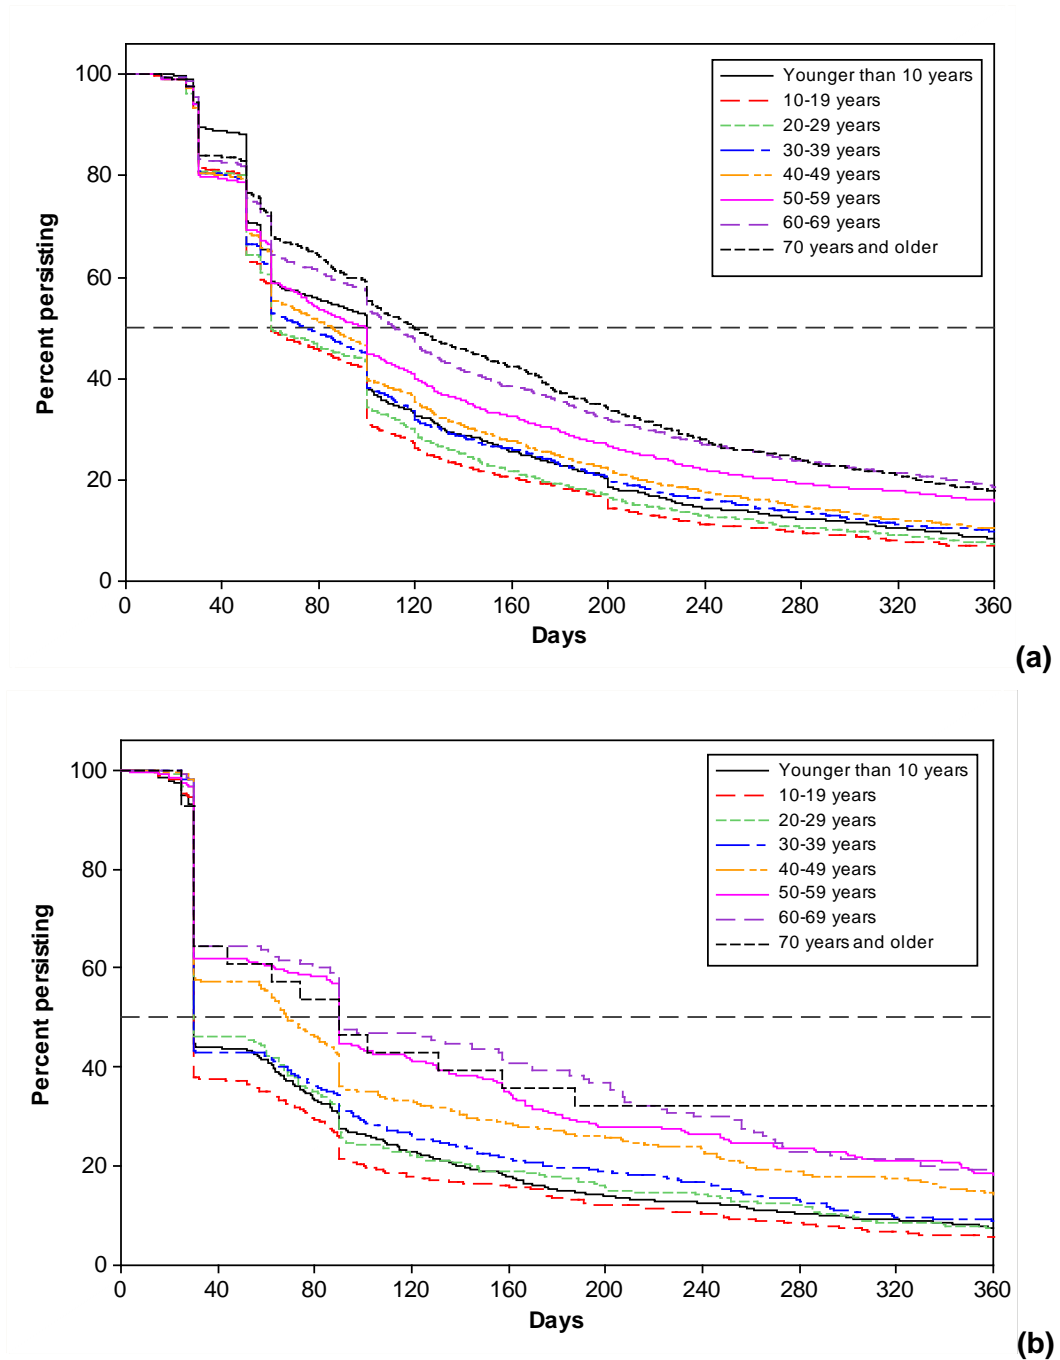 100
80
60
40
20
0
Percent persisting
0 40 80 120 160 200 240 280 320 360
Days
Younger than 10 years
10-19 years
20-29 years
30-39 years
40-49 years
50-59 years
60-69 years
70 years and older
(a)
100
80
60
40
20
0
Percent persisting
0 40 80 120 160 200 240 280 320 360
Days
Younger than 10 years
10-19 years
20-29 years
30-39 years
40-49 years
50-59 years
60-69 years
70 years and older
(b)